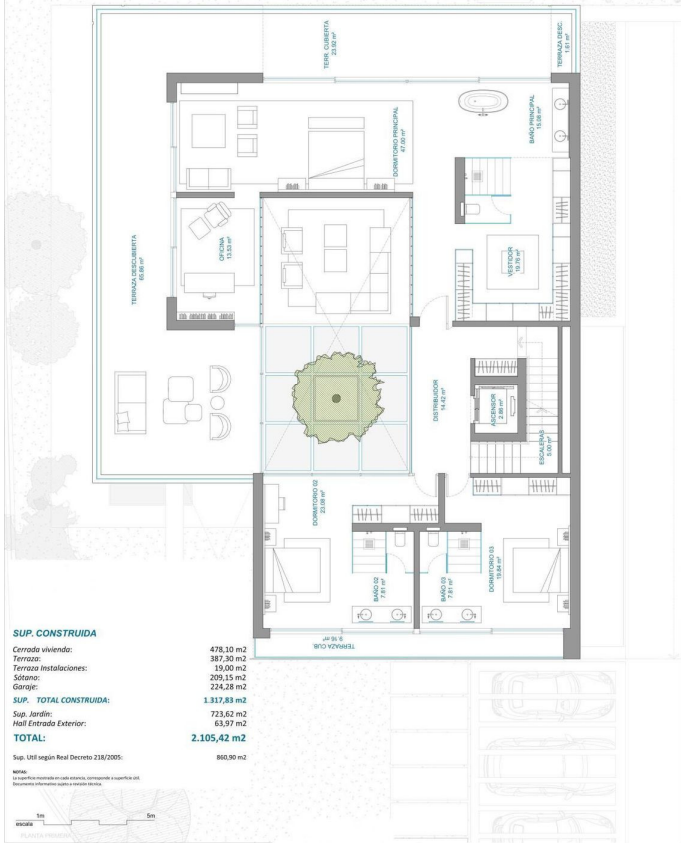 TERR. CUBIERTA
23.92 m²
TERRAZA DESC.
1.61 m²
DORMITORIO PRINCIPAL
47.00 m²
BAÑO PRINCIPAL
15.08 m²
TERRAZA DESCUBIERTA
65.86 m²
OFICINA
13.53 m²
VESTIDOR
19.70 m²
DISTRIBUIDOR
14.42 m²
ASCENSOR
2.86 m²
ESCALERAS
5.00 m²
DORMITORIO 02
23.08 m²
BAÑO 02
7.61 m²
BAÑO 03
7.81 m²
DORMITORIO 03
19.84 m²
TERRAZA CUB.
9.16 m²
SUP. CONSTRUIDA
Cerrada vivienda: 478,10 m2
Terraza: 387,30 m2
Terraza Instalaciones: 19,00 m2
Sótano: 209,15 m2
Garaje: 224,28 m2
SUP. TOTAL CONSTRUIDA: 1.317,83 m2
Sup. Jardín: 723,62 m2
Hall Entrada Exterior: 63,97 m2
TOTAL: 2.105,42 m2
Sup. Util según Real Decreto 218/2005: 860,90 m2
NOTAS:
La superficie mostrada en cada estancia, corresponde a superficie útil.
Documento informativo sujeto a revisión técnica.
1m 5m
escala
PLANTA PRIMERA